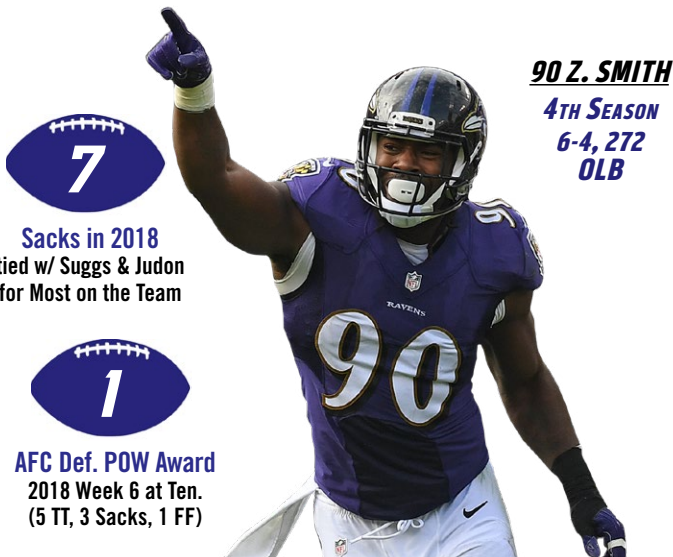 90 Z. SMITH
4TH SEASON
6-4, 272
OLB
7
Sacks in 2018
tied w/ Suggs & Judon
for Most on the Team
1
AFC Def. POW Award
2018 Week 6 at Ten.
(5 TT, 3 Sacks, 1 FF)
90
90
NFL
RAVENS
90